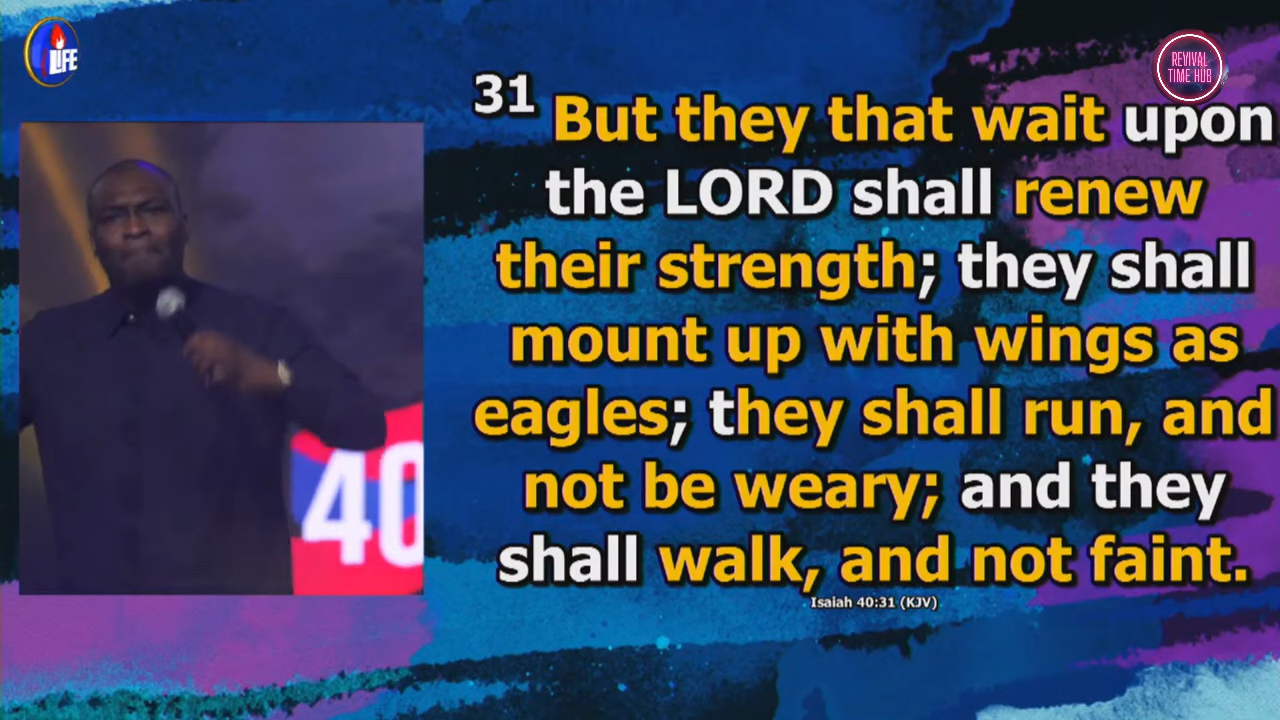 LIFE
REVIVAL
TIME HUB
31 But they that wait upon
the LORD shall renew
their strength; they shall
mount up with wings as
eagles; they shall run, and
not be weary; and they
shall walk, and not faint.
Isaiah 40:31 (KJV)
40